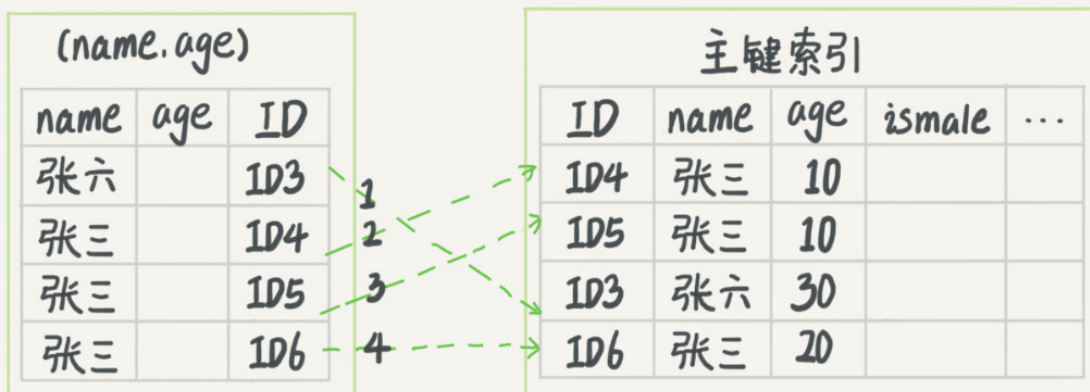 (name,age)
name age ID
张六 ID3
张三 ID4
张三 ID5
张三 ID6
1
2
3
4
主键索引
ID name age ismale ...
ID4 张三 10
ID5 张三 10
ID3 张六 30
ID6 张三 20